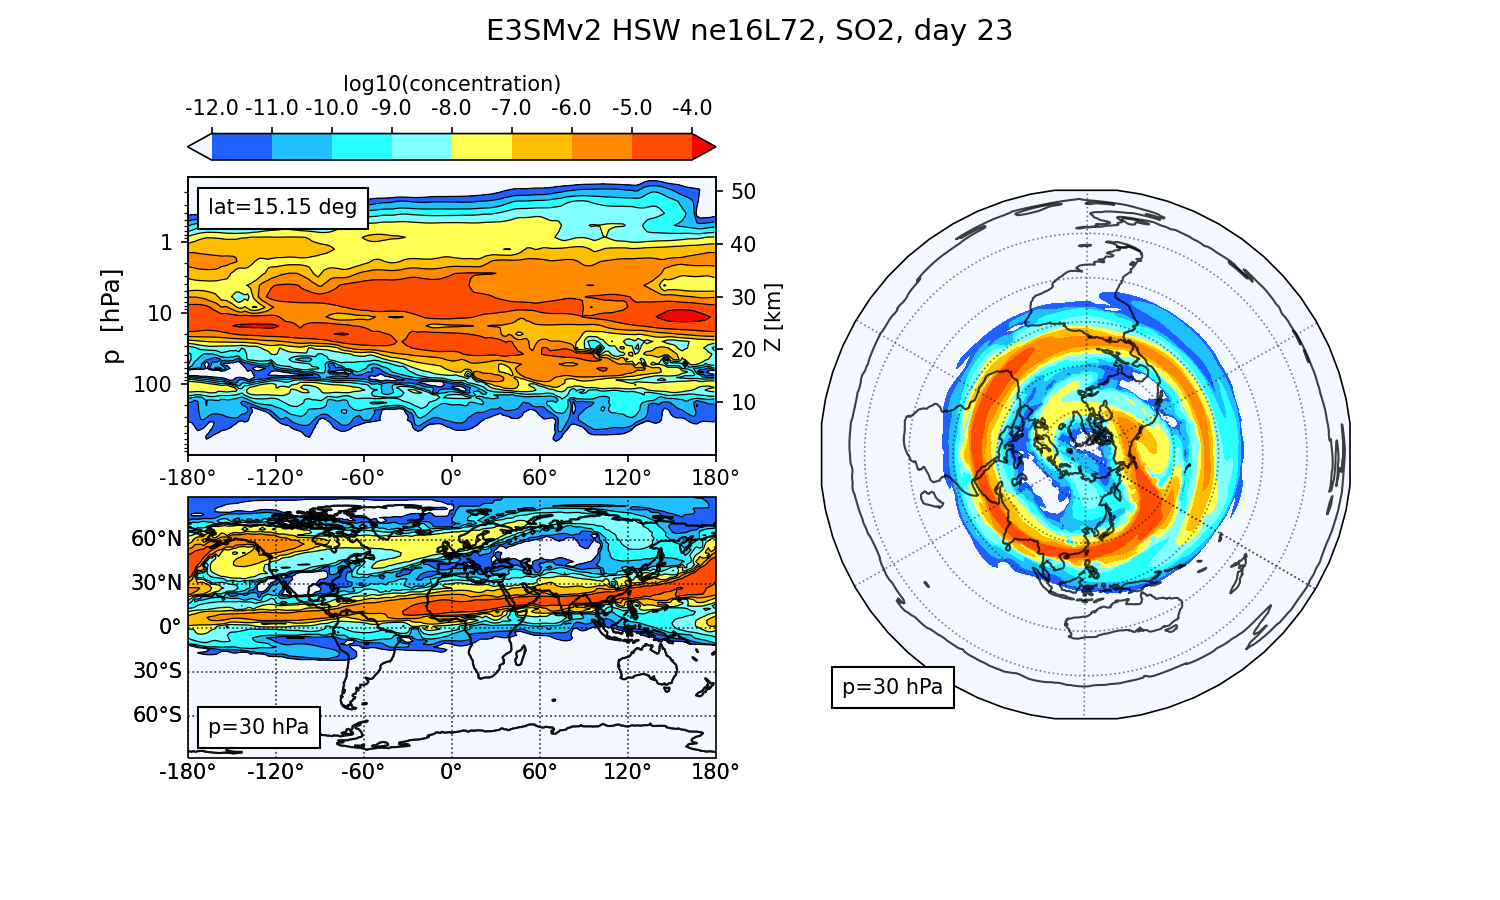 E3SMv2 HSW ne16L72, SO2, day 23
log10(concentration)
-12.0 -11.0 -10.0 -9.0 -8.0 -7.0 -6.0 -5.0 -4.0
lat=15.15 deg
p [hPa]
1
10
100
50
40
30
20
10
Z [km]
-180° -120° -60° 0° 60° 120° 180°
60°N
30°N
0°
30°S
60°S
p=30 hPa
-180° -120° -60° 0° 60° 120° 180°
p=30 hPa